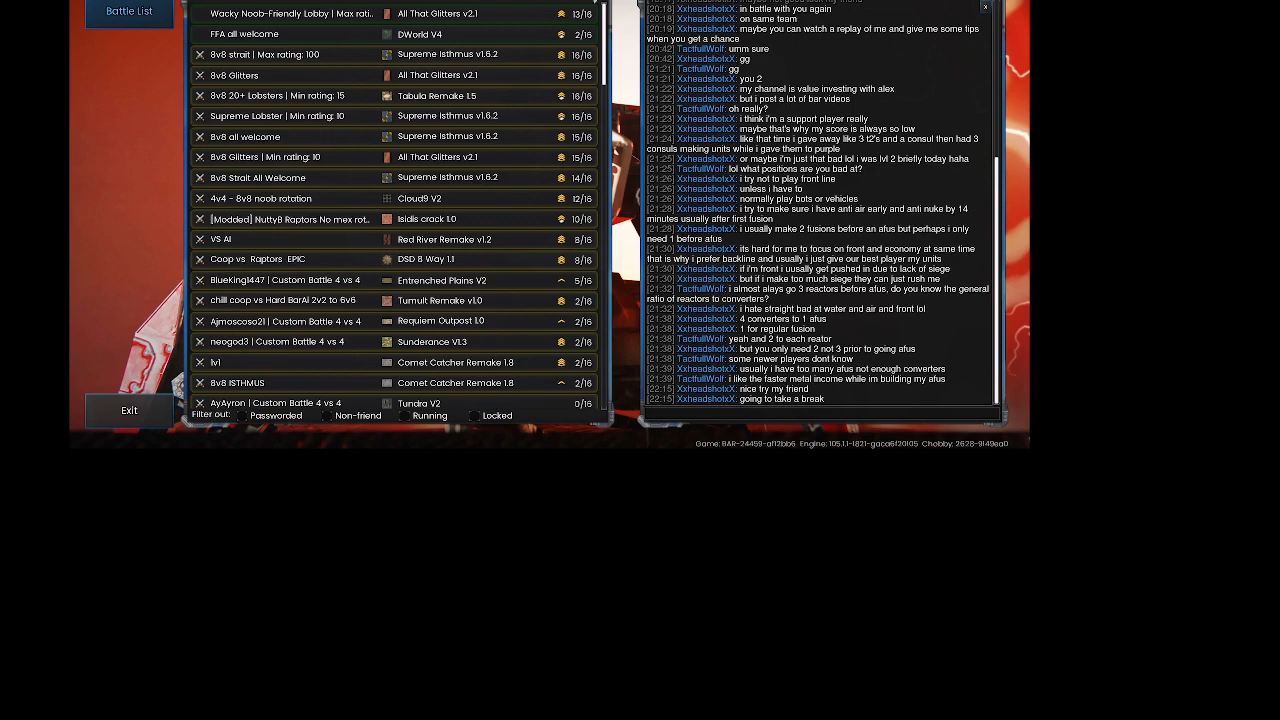 Battle List
Wacky Noob-Friendly Lobby | Max rati.. All That Glitters v2.1 13/16
FFA all welcome DWorld V4 2/16
8v8 strait | Max rating: 100 Supreme Isthmus v1.6.2 16/16
8v8 Glitters All That Glitters v2.1 16/16
8v8 20+ Lobsters | Min rating: 15 Tabula Remake 1.5 16/16
Supreme Lobster | Min rating: 10 Supreme Isthmus v1.6.2 16/16
8v8 all welcome Supreme Isthmus v1.6.2 15/16
8v8 Glitters | Min rating: 10 All That Glitters v2.1 15/16
8v8 Strait All Welcome Supreme Isthmus v1.6.2 14/16
4v4 - 8v8 noob rotation Cloud9 V2 12/16
[Modded] NuttyB Raptors No mex rot.. Isidis crack 1.0 10/16
VS AI Red River Remake v1.2 8/16
Coop vs Raptors EPIC DSD 8 Way 1.1 8/16
BlueKing1447 | Custom Battle 4 vs 4 Entrenched Plains V2 5/16
chill coop vs Hard BarAi 2v2 to 6v6 Tumult Remake v1.0 2/16
Ajmoscoso21 | Custom Battle 4 vs 4 Requiem Outpost 1.0 2/16
neogod3 | Custom Battle 4 vs 4 Sunderance V1.3 2/16
1v1 Comet Catcher Remake 1.8 2/16
8v8 ISTHMUS Comet Catcher Remake 1.8 2/16
AyAyron | Custom Battle 4 vs 4 Tundra V2 0/16
Filter out: Passworded Non-friend Running Locked
Exit
[20:18] XxheadshotxX: in battle with you again
[20:18] XxheadshotxX: on same team
[20:19] XxheadshotxX: maybe you can watch a replay of me and give me some tips
when you get a chance
[20:42] TactfullWolf: umm sure
[20:42] XxheadshotxX: gg
[21:21] TactfullWolf: gg
[21:21] XxheadshotxX: you 2
[21:22] XxheadshotxX: my channel is value investing with alex
[21:22] XxheadshotxX: but i post a lot of bar videos
[21:23] TactfullWolf: oh really?
[21:23] XxheadshotxX: i think i'm a support player really
[21:23] XxheadshotxX: maybe that's why my score is always so low
[21:24] XxheadshotxX: like that time i gave away like 3 t2's and a consul then had 3
consuls making units while i gave them to purple
[21:25] XxheadshotxX: or maybe i'm just that bad lol i was lvl 2 briefly today haha
[21:25] TactfullWolf: lol what positions are you bad at?
[21:26] XxheadshotxX: i try not to play front line
[21:26] XxheadshotxX: unless i have to
[21:26] XxheadshotxX: normally play bots or vehicles
[21:28] XxheadshotxX: i try to make sure i have anti air early and anti nuke by 14
minutes usually after first fusion
[21:28] XxheadshotxX: i usually make 2 fusions before an afus but perhaps i only
need 1 before afus
[21:30] XxheadshotxX: its hard for me to focus on front and economy at same time
that is why i prefer backline and usually i just give our best player my units
[21:30] XxheadshotxX: if i'm front i uusally get pushed in due to lack of siege
[21:30] XxheadshotxX: but if i make too much siege they can just rush me
[21:32] TactfullWolf: i almost alays go 3 reactors before afus, do you know the general
ratio of reactors to converters?
[21:32] XxheadshotxX: i hate straight bad at water and air and front lol
[21:38] XxheadshotxX: 4 converters to 1 afus
[21:38] XxheadshotxX: 1 for regular fusion
[21:38] TactfullWolf: yeah and 2 to each reator
[21:38] XxheadshotxX: but you only need 2 not 3 prior to going afus
[21:38] TactfullWolf: some newer players dont know
[21:39] XxheadshotxX: usually i have too many afus not enough converters
[21:39] TactfullWolf: i like the faster metal income while im building my afus
[22:15] XxheadshotxX: nice try my friend
[22:15] XxheadshotxX: going to take a break
Game: BAR-24459-af12bb6 Engine: 105.1.1-1821-gaca6f20105 Chobby: 2628-9149ea0